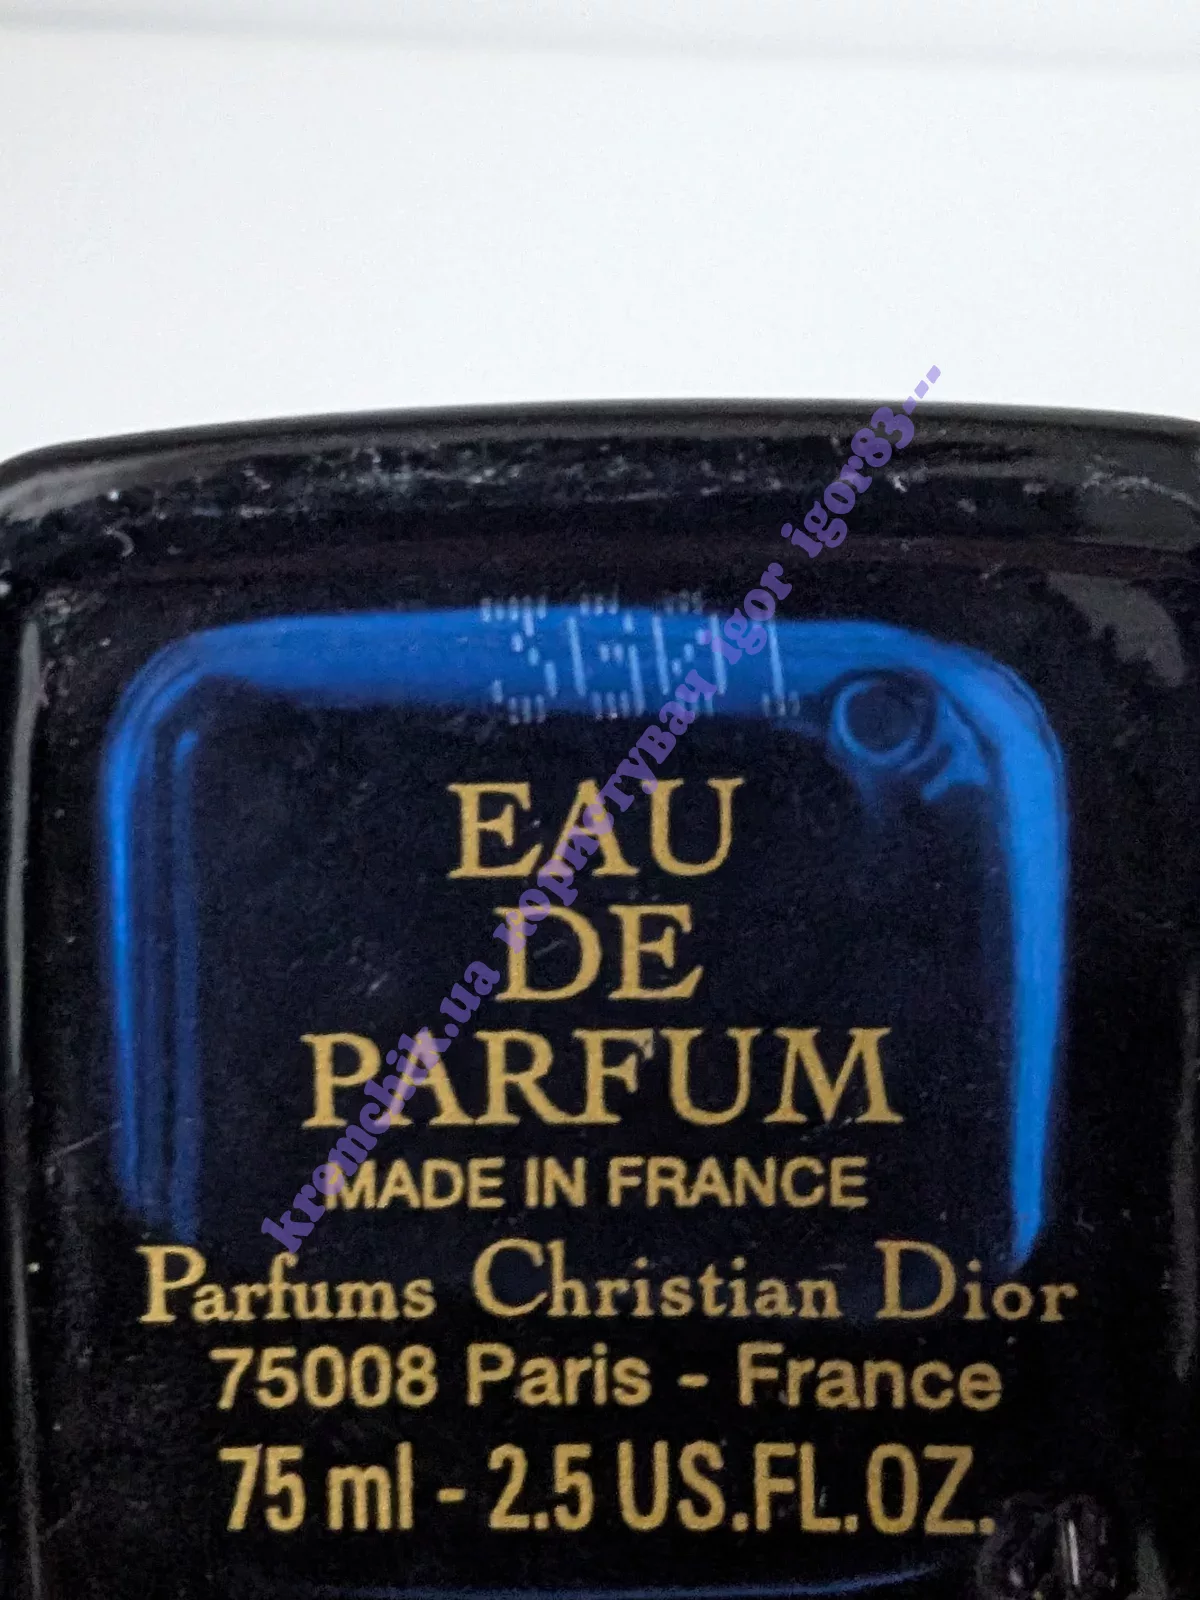 EAU
DE
PARFUM
MADE IN FRANCE
Parfums Christian Dior
75008 Paris - France
75 ml - 2.5 US.FL.OZ.
kremchik.ua користувач igor igor83...